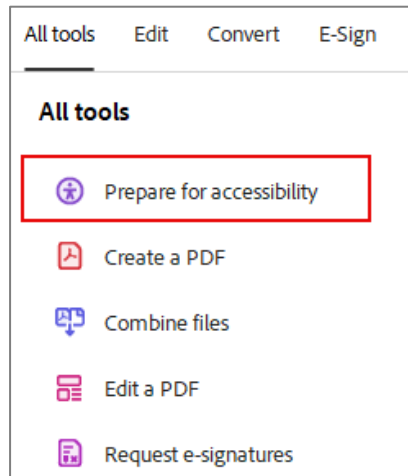 All tools Edit Convert E-Sign
All tools
Prepare for accessibility
Create a PDF
Combine files
Edit a PDF
Request e-signatures